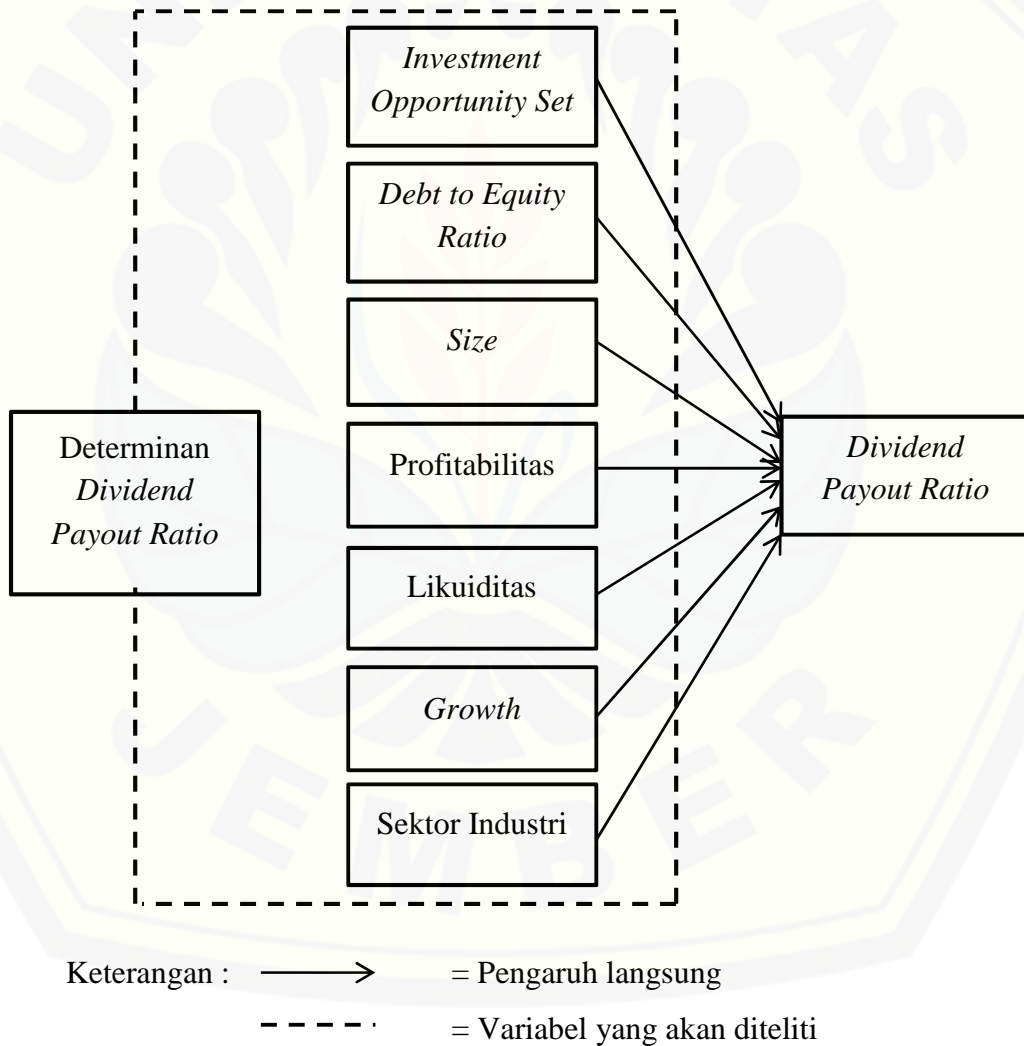 Investment
Opportunity Set
Debt to Equity
Ratio
Size
Determinan
Dividend
Payout Ratio
Profitabilitas
Dividend
Payout Ratio
Likuiditas
Growth
Sektor Industri
Keterangan :
= Pengaruh langsung
= Variabel yang akan diteliti
JEMBER